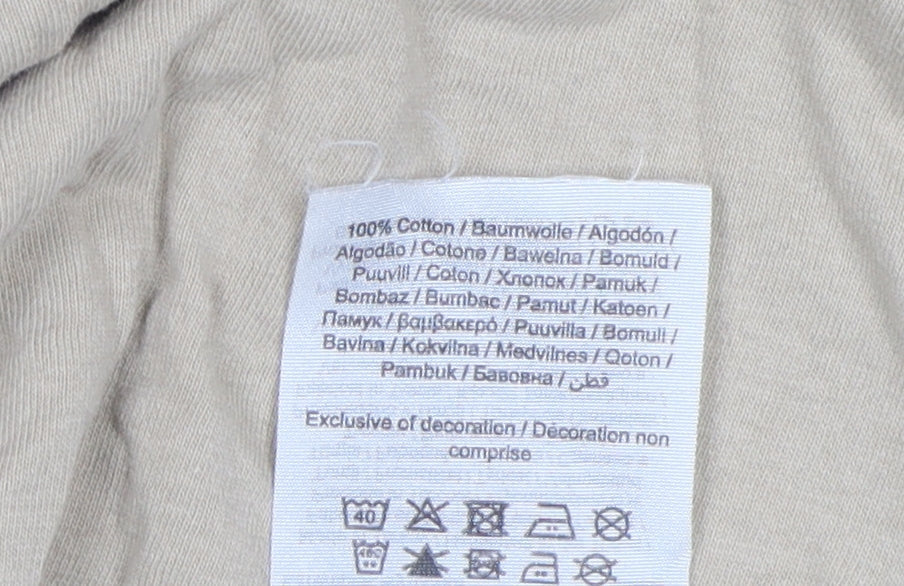 100% Cotton / Baumwolle / Algodón /
Algodão / Cotone / Bawełna / Bomuld /
Puuvill / Coton / Хлопок / Pamuk /
Bombaz / Bumbac / Pamut / Katoen /
Памук / βαμβακερό / Puuvilla / Bomull /
Bavlna / Kokvilna / Medvilnes / Qoton /
Pambuk / Бавовна / قطن
Exclusive of decoration / Décoration non
comprise
40